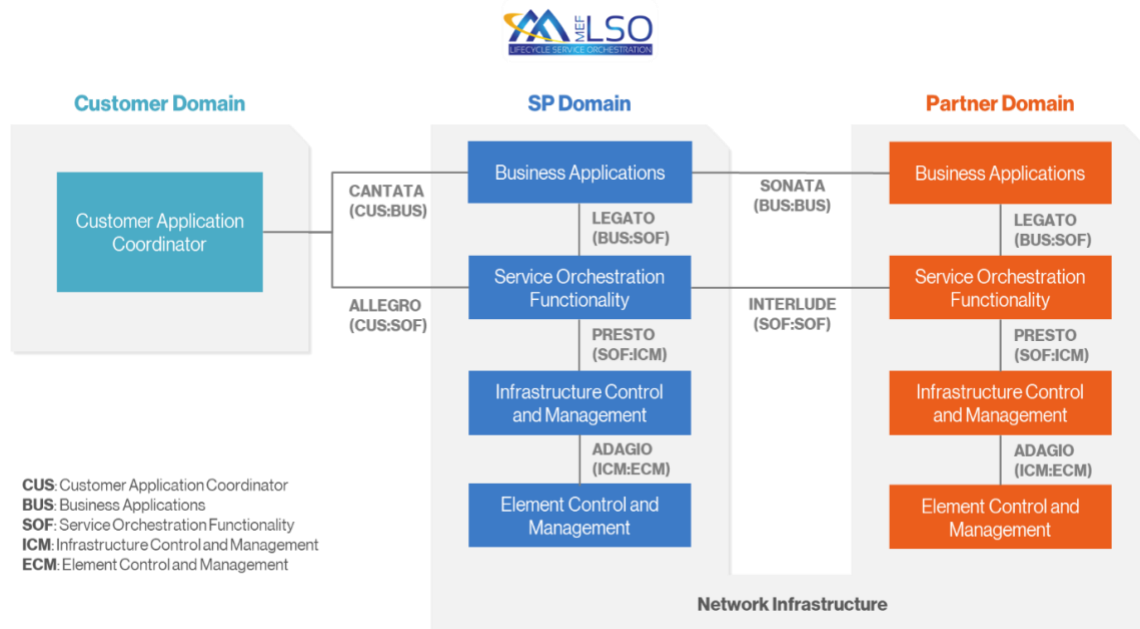 MEF
LSO
LIFECYCLE SERVICE ORCHESTRATION
Customer Domain
SP Domain
Partner Domain
Customer Application
Coordinator
CANTATA
(CUS:BUS)
ALLEGRO
(CUS:SOF)
Business Applications
LEGATO
(BUS:SOF)
Service Orchestration
Functionality
PRESTO
(SOF:ICM)
Infrastructure Control
and Management
ADAGIO
(ICM:ECM)
Element Control and
Management
SONATA
(BUS:BUS)
INTERLUDE
(SOF:SOF)
Business Applications
LEGATO
(BUS:SOF)
Service Orchestration
Functionality
PRESTO
(SOF:ICM)
Infrastructure Control
and Management
ADAGIO
(ICM:ECM)
Element Control and
Management
CUS: Customer Application Coordinator
BUS: Business Applications
SOF: Service Orchestration Functionality
ICM: Infrastructure Control and Management
ECM: Element Control and Management
Network Infrastructure